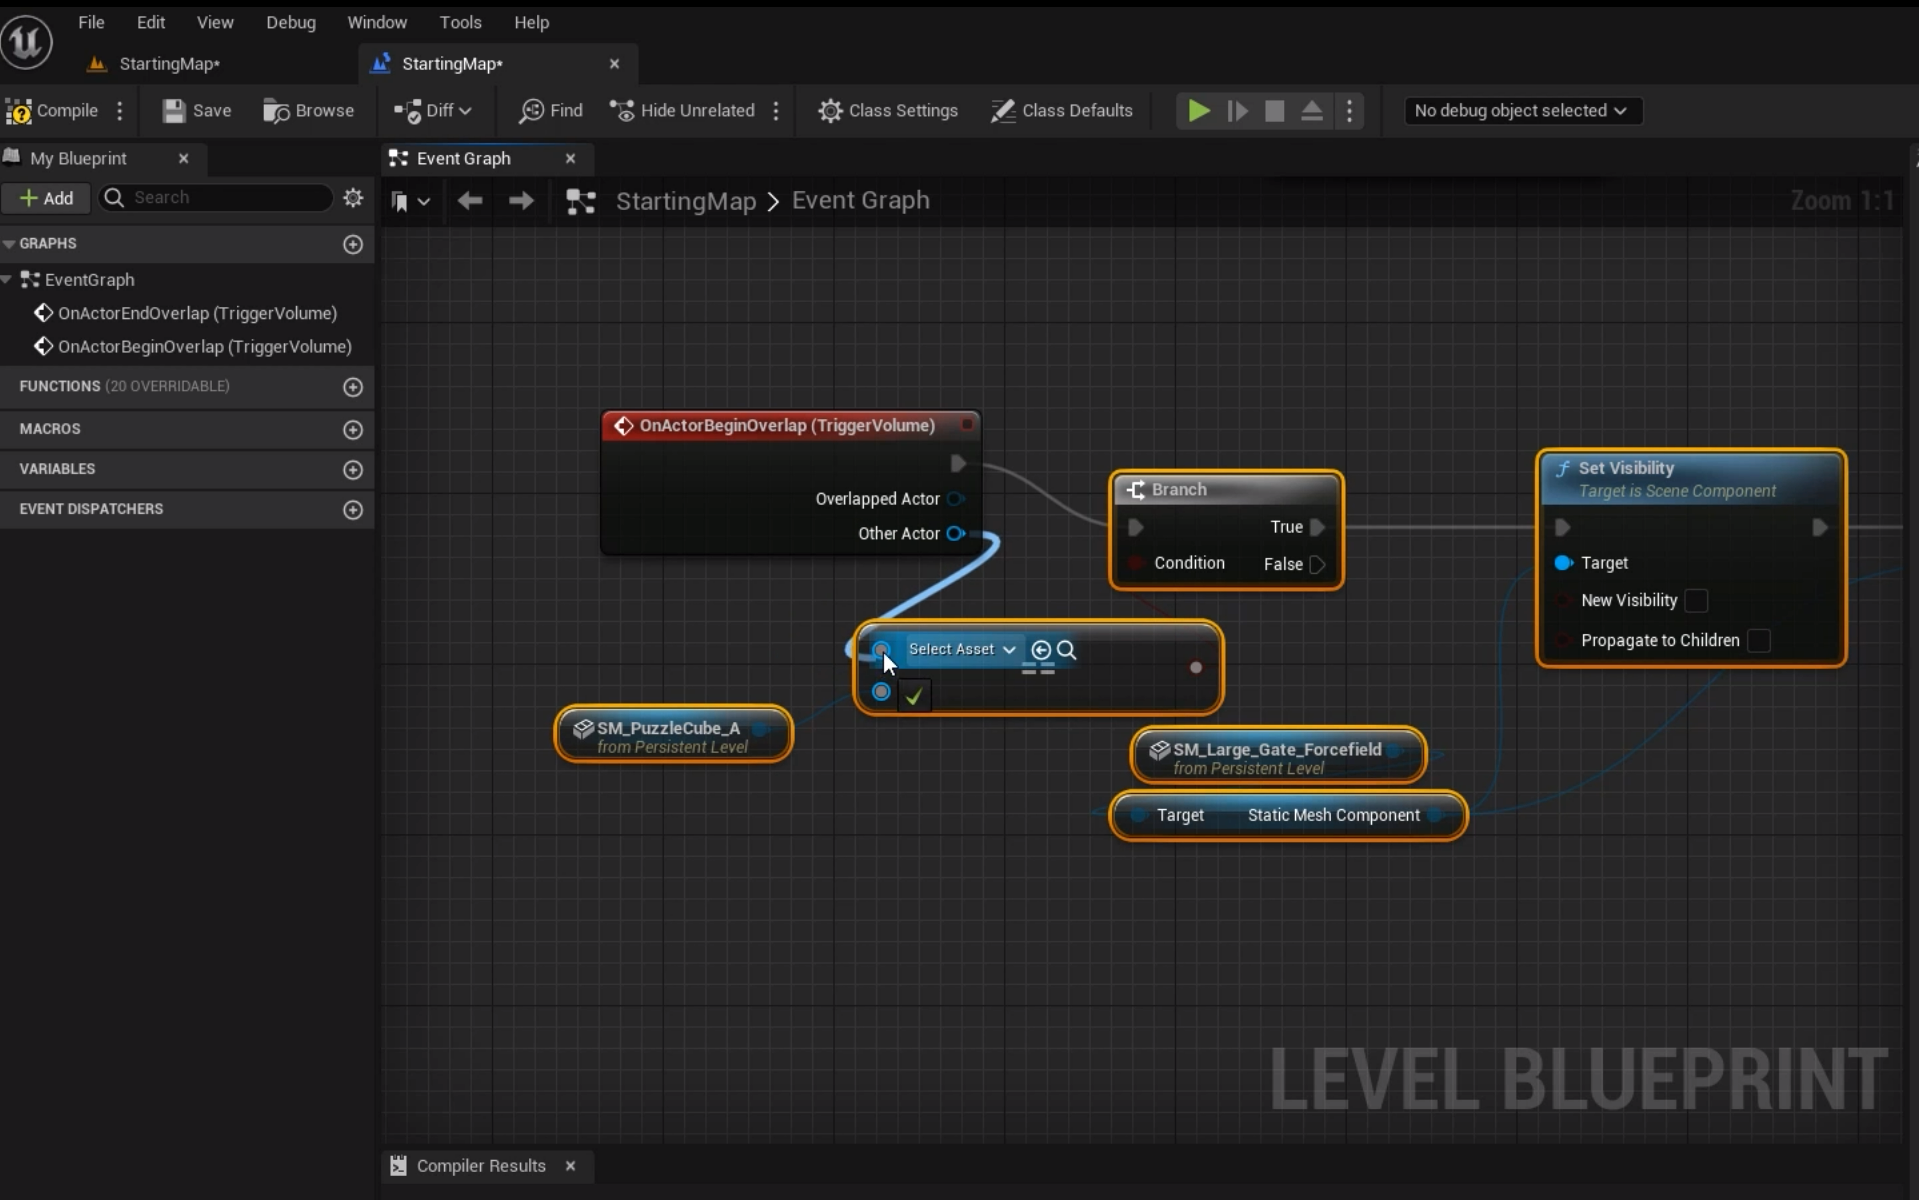 File Edit View Debug Window Tools Help
StartingMap* StartingMap*
Compile Save Browse Diff Find Hide Unrelated Class Settings Class Defaults No debug object selected
My Blueprint Event Graph
Add Search StartingMap > Event Graph Zoom 1:1
GRAPHS
EventGraph
OnActorEndOverlap (TriggerVolume)
OnActorBeginOverlap (TriggerVolume)
FUNCTIONS (20 OVERRIDABLE)
MACROS
VARIABLES
EVENT DISPATCHERS
OnActorBeginOverlap (TriggerVolume)
Overlapped Actor
Other Actor
Branch
True
Condition False
Set Visibility
Target is Scene Component
Target
New Visibility
Propagate to Children
Select Asset
==
SM_PuzzleCube_A
from Persistent Level
SM_Large_Gate_Forcefield
from Persistent Level
Target Static Mesh Component
LEVEL BLUEPRINT
Compiler Results